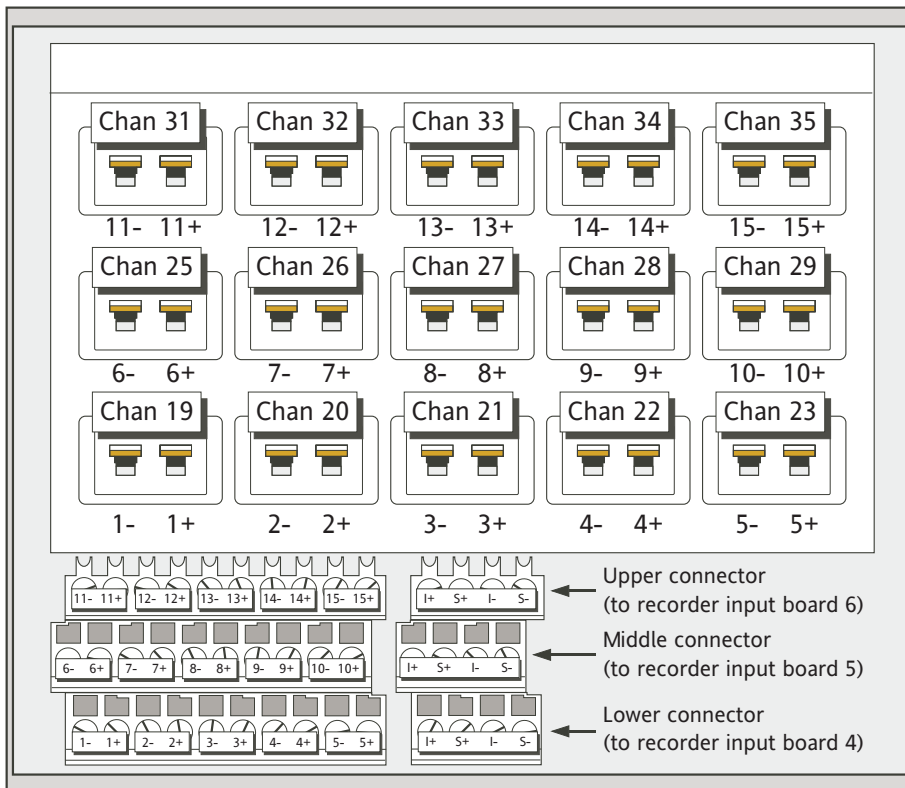 Chan 31 Chan 32 Chan 33 Chan 34 Chan 35
11- 11+ 12- 12+ 13- 13+ 14- 14+ 15- 15+
Chan 25 Chan 26 Chan 27 Chan 28 Chan 29
6- 6+ 7- 7+ 8- 8+ 9- 9+ 10- 10+
Chan 19 Chan 20 Chan 21 Chan 22 Chan 23
1- 1+ 2- 2+ 3- 3+ 4- 4+ 5- 5+
11- 11+ 12- 12+ 13- 13+ 14- 14+ 15- 15+ I+ S+ I- S-
Upper connector
(to recorder input board 6)
6- 6+ 7- 7+ 8- 8+ 9- 9+ 10- 10+ I+ S+ I- S-
Middle connector
(to recorder input board 5)
1- 1+ 2- 2+ 3- 3+ 4- 4+ 5- 5+ I+ S+ I- S-
Lower connector
(to recorder input board 4)